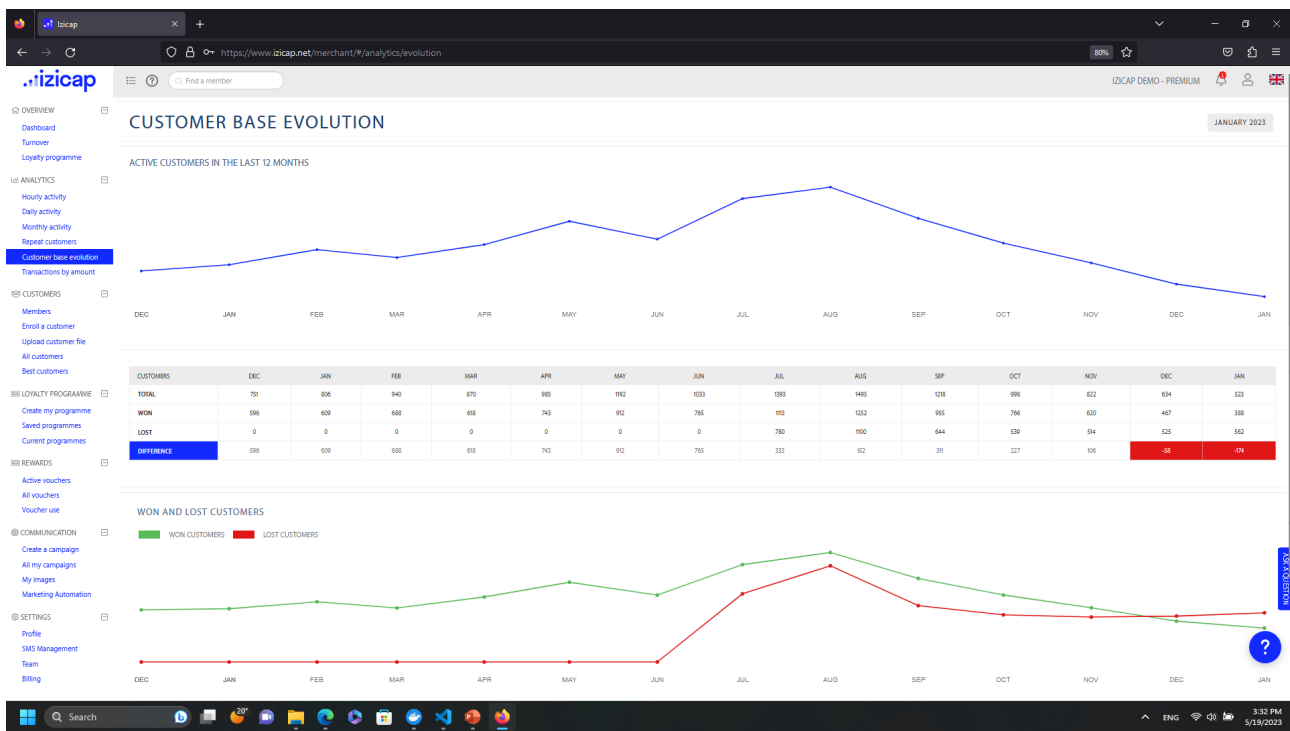 Izicap
https://www.izicap.net/merchant/#/analytics/evolution
80%
.ıizicap
Find a member
IZICAP DEMO - PREMIUM
OVERVIEW
Dashboard
Turnover
Loyalty programme
ANALYTICS
Hourly activity
Daily activity
Monthly activity
Repeat customers
Customer base evolution
Transactions by amount
CUSTOMERS
Members
Enroll a customer
Upload customer file
All customers
Best customers
LOYALTY PROGRAMME
Create my programme
Saved programmes
Current programmes
REWARDS
Active vouchers
All vouchers
Voucher use
COMMUNICATION
Create a campaign
All my campaigns
My images
Marketing Automation
SETTINGS
Profile
SMS Management
Team
Billing
CUSTOMER BASE EVOLUTION
JANUARY 2023
ACTIVE CUSTOMERS IN THE LAST 12 MONTHS
DEC JAN FEB MAR APR MAY JUN JUL AUG SEP OCT NOV DEC JAN
CUSTOMERS DEC JAN FEB MAR APR MAY JUN JUL AUG SEP OCT NOV DEC JAN
TOTAL 751 806 940 870 985 1192 1033 1393 1495 1218 998 822 634 523
WON 596 609 688 618 743 912 765 1113 1252 955 766 620 467 388
LOST 0 0 0 0 0 0 0 780 1100 644 539 514 525 562
DIFFERENCE 596 609 688 618 743 912 765 333 152 311 227 106 -58 -174
WON AND LOST CUSTOMERS
WON CUSTOMERS LOST CUSTOMERS
DEC JAN FEB MAR APR MAY JUN JUL AUG SEP OCT NOV DEC JAN
ASK A QUESTION
?
Search
20°
ENG
3:32 PM
5/19/2023